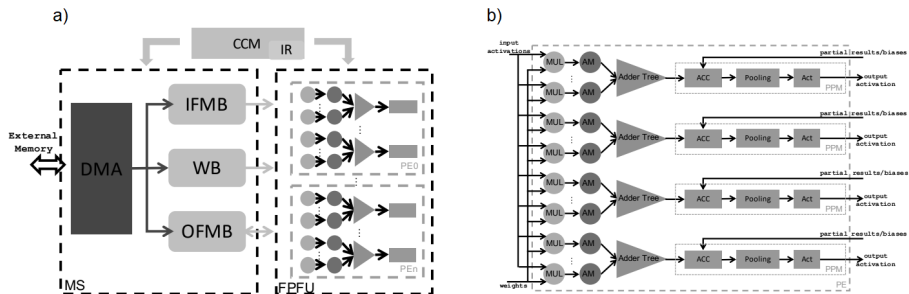 a)
CCM
IR
External
Memory
DMA
IFMB
WB
OFMB
MS
PE0
PEn
FPFU
b)
input
activations
weights
MUL AM
MUL AM
Adder Tree
partial results/biases
ACC Pooling Act
PPM
output
activation
MUL AM
MUL AM
Adder Tree
partial results/biases
ACC Pooling Act
PPM
output
activation
MUL AM
MUL AM
Adder Tree
partial results/biases
ACC Pooling Act
PPM
output
activation
MUL AM
MUL AM
Adder Tree
partial results/biases
ACC Pooling Act
PPM
output
activation
PE